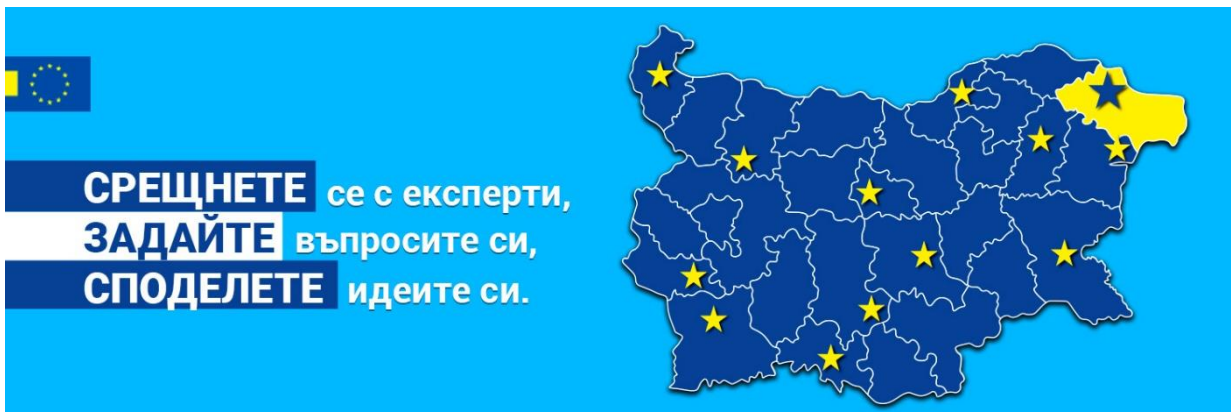 СРЕЩНЕТЕ се с експерти,
ЗАДАЙТЕ въпросите си,
СПОДЕЛЕТЕ идеите си.